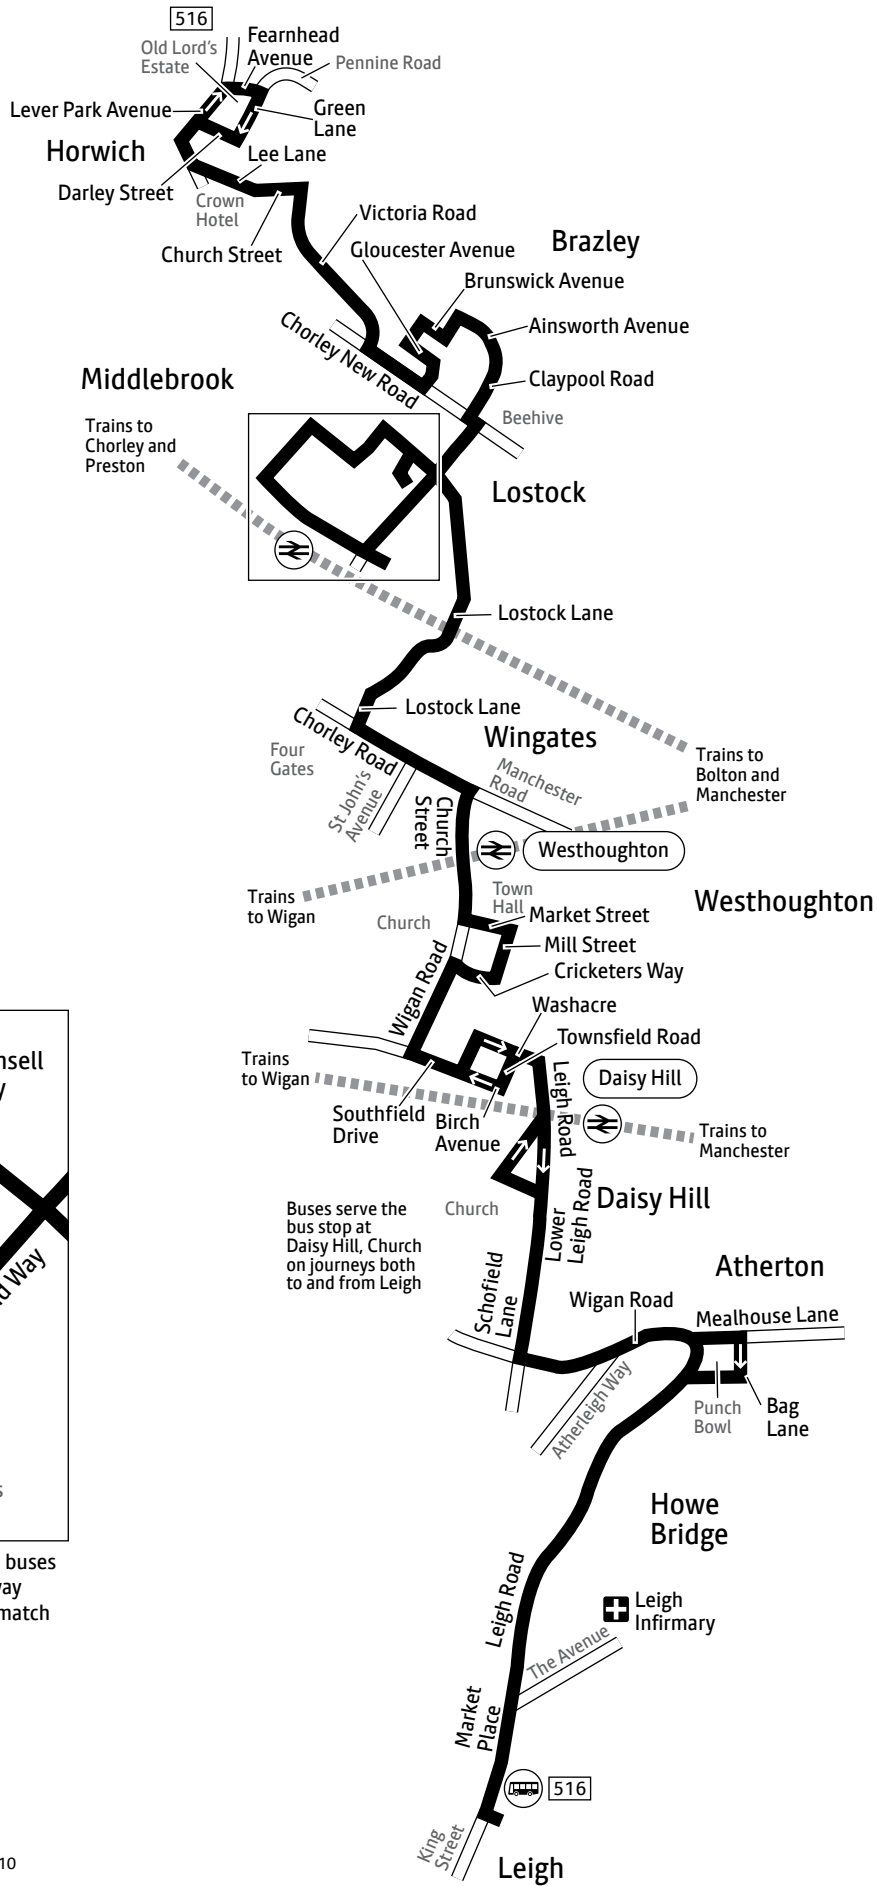 516
Old Lord's
Estate
Fearnhead
Avenue
Pennine Road
Lever Park Avenue
Green
Lane
Horwich
Lee Lane
Darley Street
Crown
Hotel
Church Street
Victoria Road
Gloucester Avenue
Brazley
Brunswick Avenue
Ainsworth Avenue
Chorley New Road
Middlebrook
Claypool Road
Beehive
Trains to
Chorley and
Preston
Lostock
Lostock Lane
Lostock Lane
Chorley Road
Wingates
Four
Gates
St John's
Avenue
Manchester
Road
Trains to
Bolton and
Manchester
Church
Street
Westhoughton
Trains
to Wigan
Town
Hall
Westhoughton
Church
Market Street
Mill Street
Cricketers Way
Wigan Road
Washacre
Townsfield Road
Trains
to Wigan
Leigh Road
Daisy Hill
Southfield
Drive
Birch
Avenue
Trains to
Manchester
Buses serve the
bus stop at
Daisy Hill, Church
on journeys both
to and from Leigh
Church
Lower
Leigh Road
Daisy Hill
Schofield
Lane
Atherton
Wigan Road
Mealhouse Lane
Atherleigh Way
Punch
Bowl
Bag
Lane
Howe
Bridge
Leigh Road
Leigh
Infirmary
The Avenue
Market
Place
516
King
Street
Leigh
nsell
y
d Way
s
buses
way
match
10